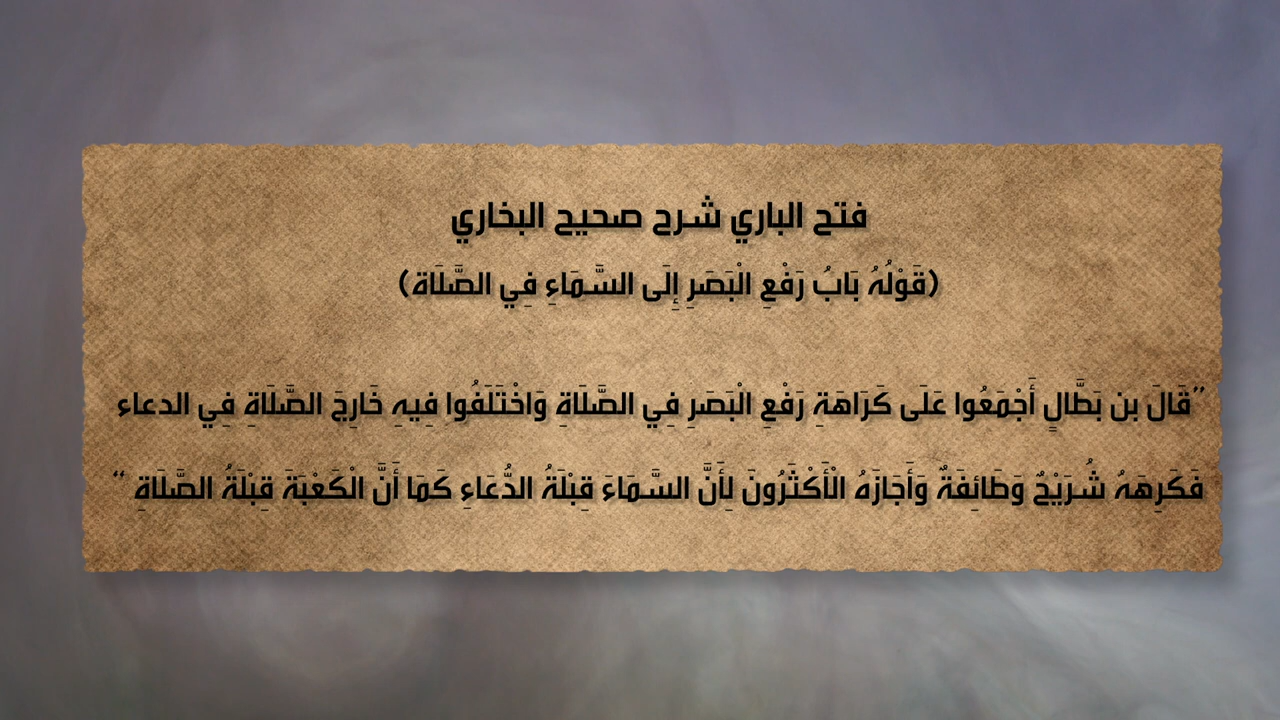 فتح الباري شرح صحيح البخاري
(قَوْلُهُ بَابُ رَفْعِ الْبَصَرِ إِلَى السَّمَاءِ فِي الصَّلَاة)
”قَالَ بن بَطَّالٍ أَجْمَعُوا عَلَى كَرَاهَةِ رَفْعِ الْبَصَرِ فِي الصَّلَاةِ وَاخْتَلَفُوا فِيهِ خَارِجَ الصَّلَاةِ فِي الدعاء
فَكَرِههُ شُرَيْحٌ وَطَائِفَةٌ وَأَجَازَهُ الْأَكْثَرُونَ لِأَنَّ السَّمَاءَ قِبْلَةُ الدُّعَاءِ كَمَا أَنَّ الْكَعْبَةَ قِبْلَةُ الصَّلَاةِ “